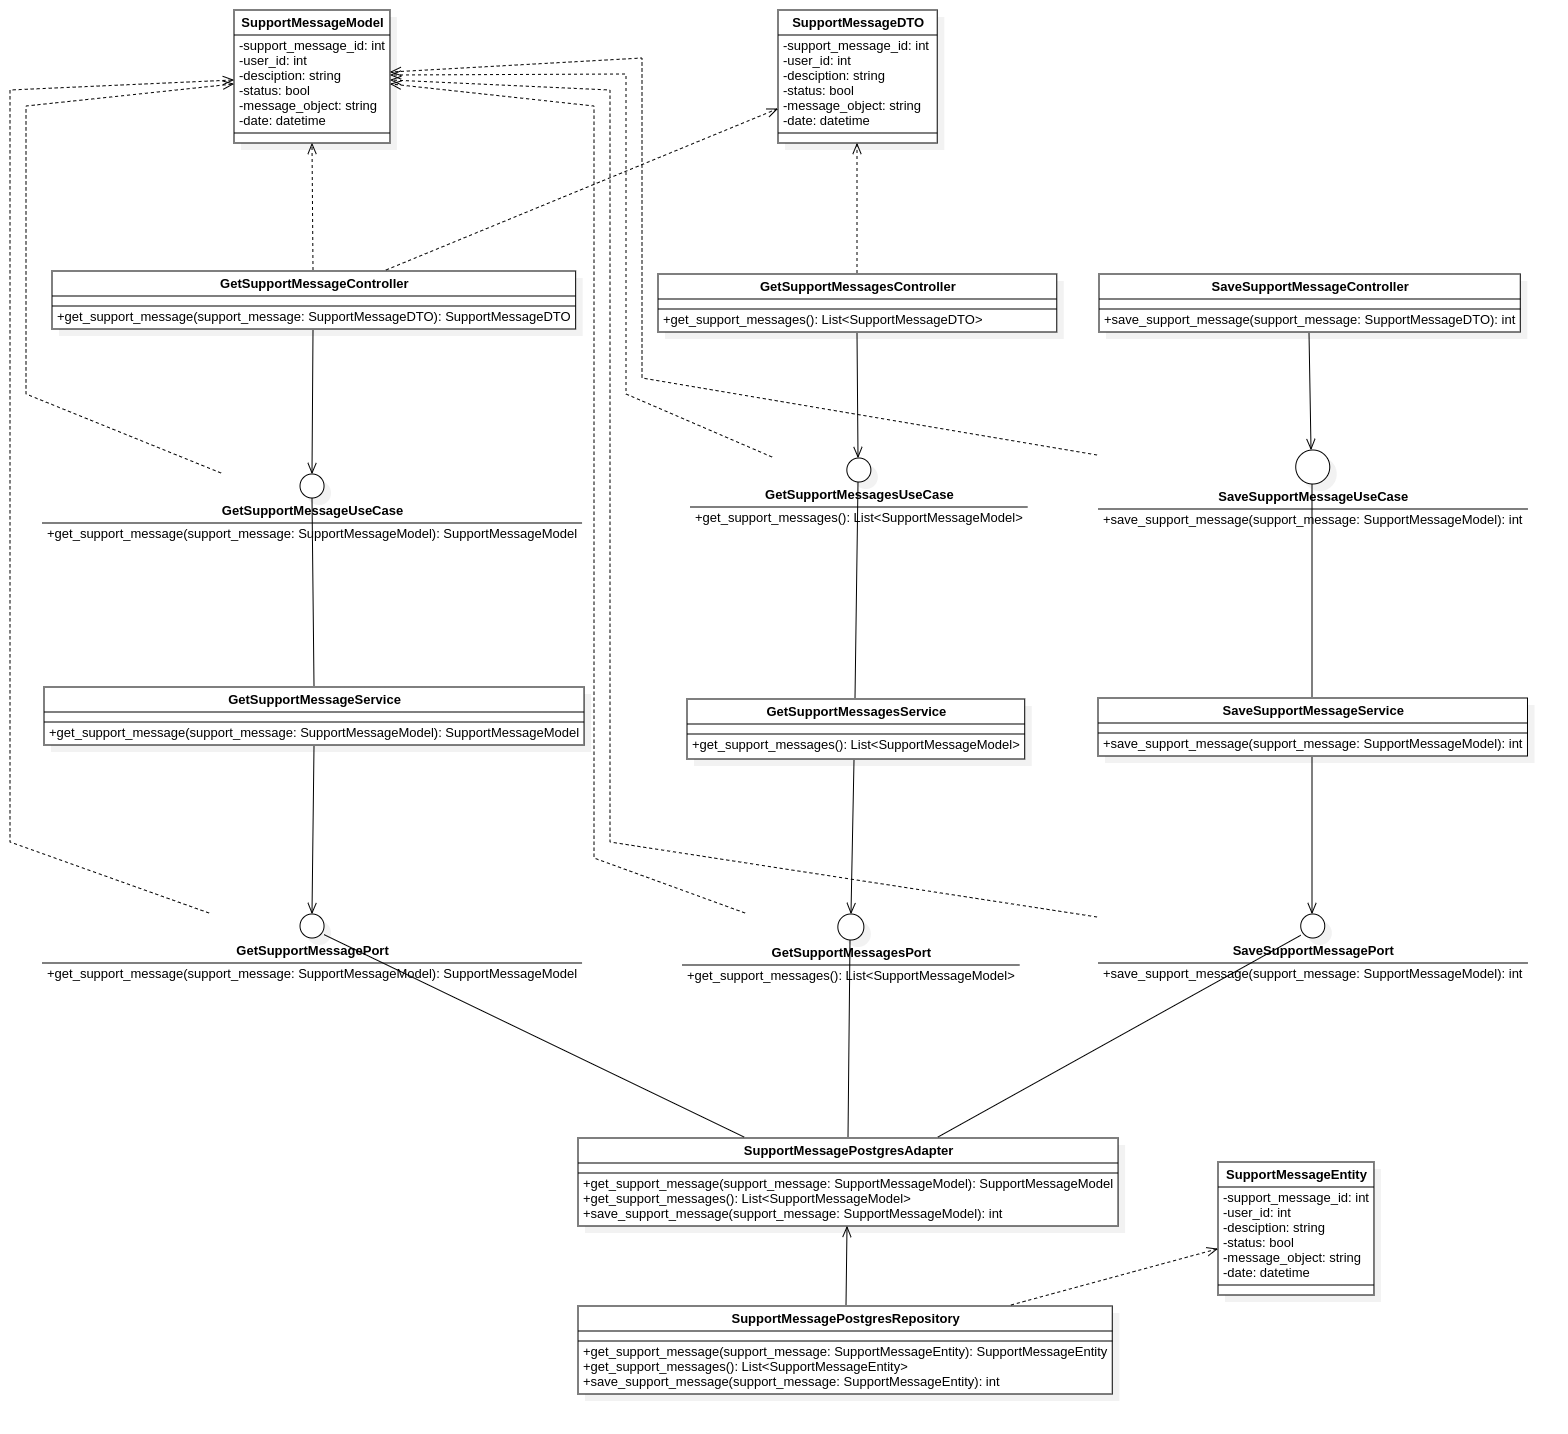 SupportMessageModel
-support_message_id: int
-user_id: int
-desciption: string
-status: bool
-message_object: string
-date: datetime
SupportMessageDTO
-support_message_id: int
-user_id: int
-desciption: string
-status: bool
-message_object: string
-date: datetime
GetSupportMessageController
+get_support_message(support_message: SupportMessageDTO): SupportMessageDTO
GetSupportMessagesController
+get_support_messages(): List<SupportMessageDTO>
SaveSupportMessageController
+save_support_message(support_message: SupportMessageDTO): int
GetSupportMessageUseCase
+get_support_message(support_message: SupportMessageModel): SupportMessageModel
GetSupportMessagesUseCase
+get_support_messages(): List<SupportMessageModel>
SaveSupportMessageUseCase
+save_support_message(support_message: SupportMessageModel): int
GetSupportMessageService
+get_support_message(support_message: SupportMessageModel): SupportMessageModel
GetSupportMessagesService
+get_support_messages(): List<SupportMessageModel>
SaveSupportMessageService
+save_support_message(support_message: SupportMessageModel): int
GetSupportMessagePort
+get_support_message(support_message: SupportMessageModel): SupportMessageModel
GetSupportMessagesPort
+get_support_messages(): List<SupportMessageModel>
SaveSupportMessagePort
+save_support_message(support_message: SupportMessageModel): int
SupportMessagePostgresAdapter
+get_support_message(support_message: SupportMessageModel): SupportMessageModel
+get_support_messages(): List<SupportMessageModel>
+save_support_message(support_message: SupportMessageModel): int
SupportMessageEntity
-support_message_id: int
-user_id: int
-desciption: string
-status: bool
-message_object: string
-date: datetime
SupportMessagePostgresRepository
+get_support_message(support_message: SupportMessageEntity): SupportMessageEntity
+get_support_messages(): List<SupportMessageEntity>
+save_support_message(support_message: SupportMessageEntity): int